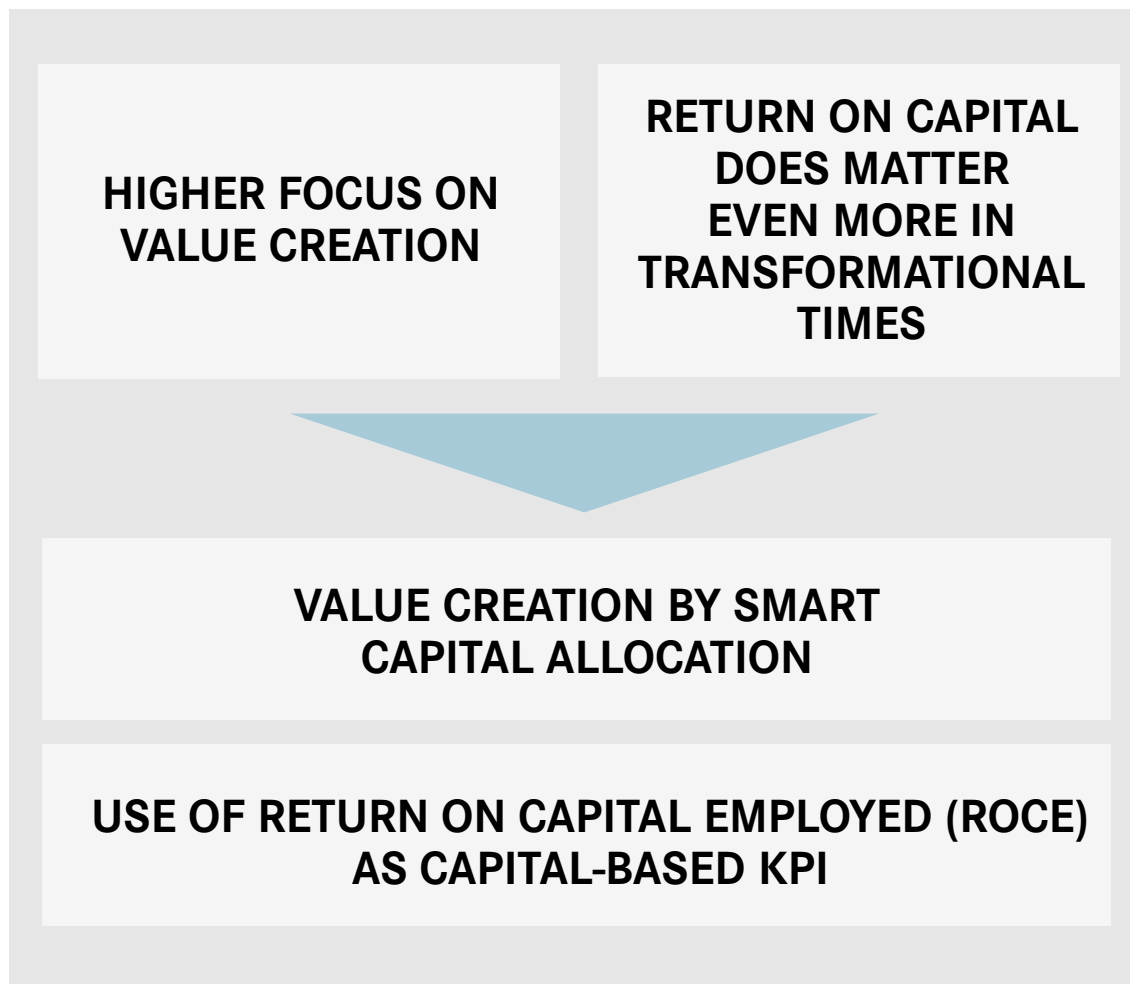 HIGHER FOCUS ON
VALUE CREATION
RETURN ON CAPITAL
DOES MATTER
EVEN MORE IN
TRANSFORMATIONAL
TIMES
VALUE CREATION BY SMART
CAPITAL ALLOCATION
USE OF RETURN ON CAPITAL EMPLOYED (ROCE)
AS CAPITAL-BASED KPI